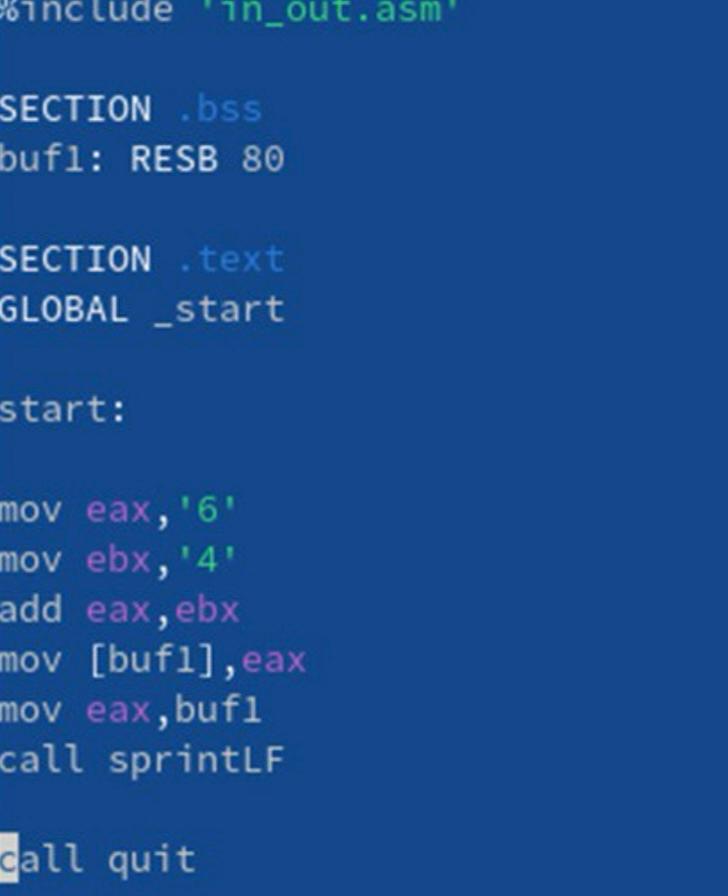 %include 'in_out.asm'
SECTION .bss
buf1: RESB 80
SECTION .text
GLOBAL _start
start:
mov eax,'6'
mov ebx,'4'
add eax,ebx
mov [buf1],eax
mov eax,buf1
call sprintLF
call quit